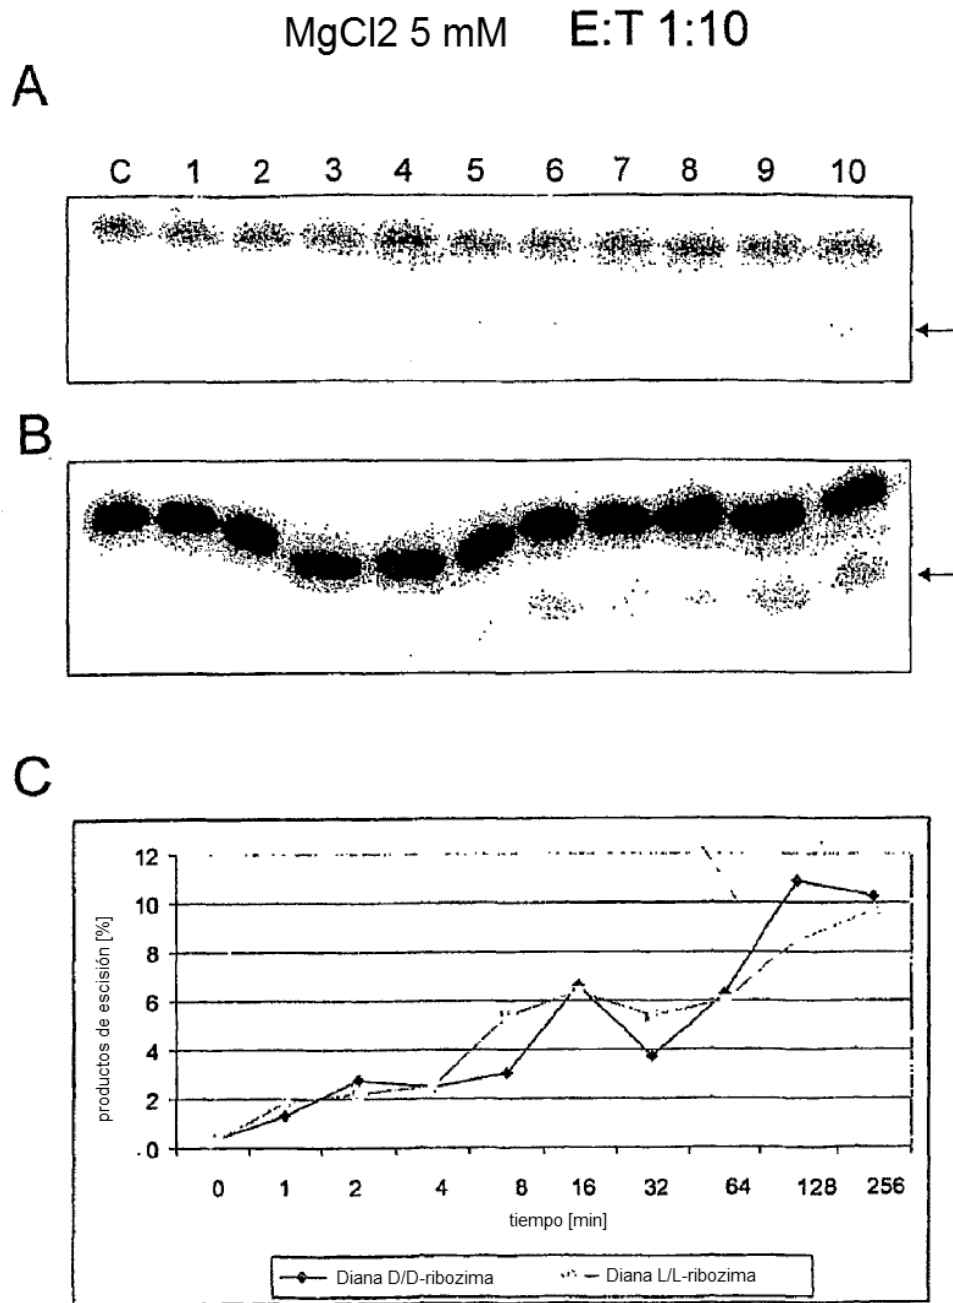 MgCl2 5 mM E:T 1:10
A
C 1 2 3 4 5 6 7 8 9 10
B
C
12
10
8
6
4
2
0
productos de escisión [%]
0 1 2 4 8 16 32 64 128 256
tiempo [min]
Diana D/D-ribozima Diana L/L-ribozima